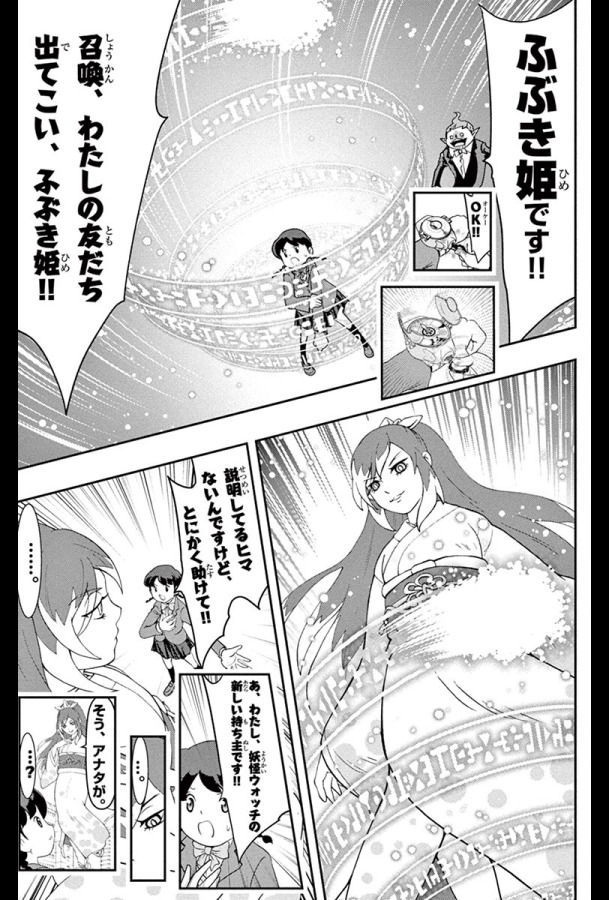 ふぶき姫です!!
OK!!
召喚、わたしの友だち
出てこい、ふぶき姫!!
説明してるヒマ
ないんですけど、
とにかく助けて!!
……。
あ、わたし、妖怪ウォッチの
新しい持ち主です!!
…。
そう、アナタが。
…?